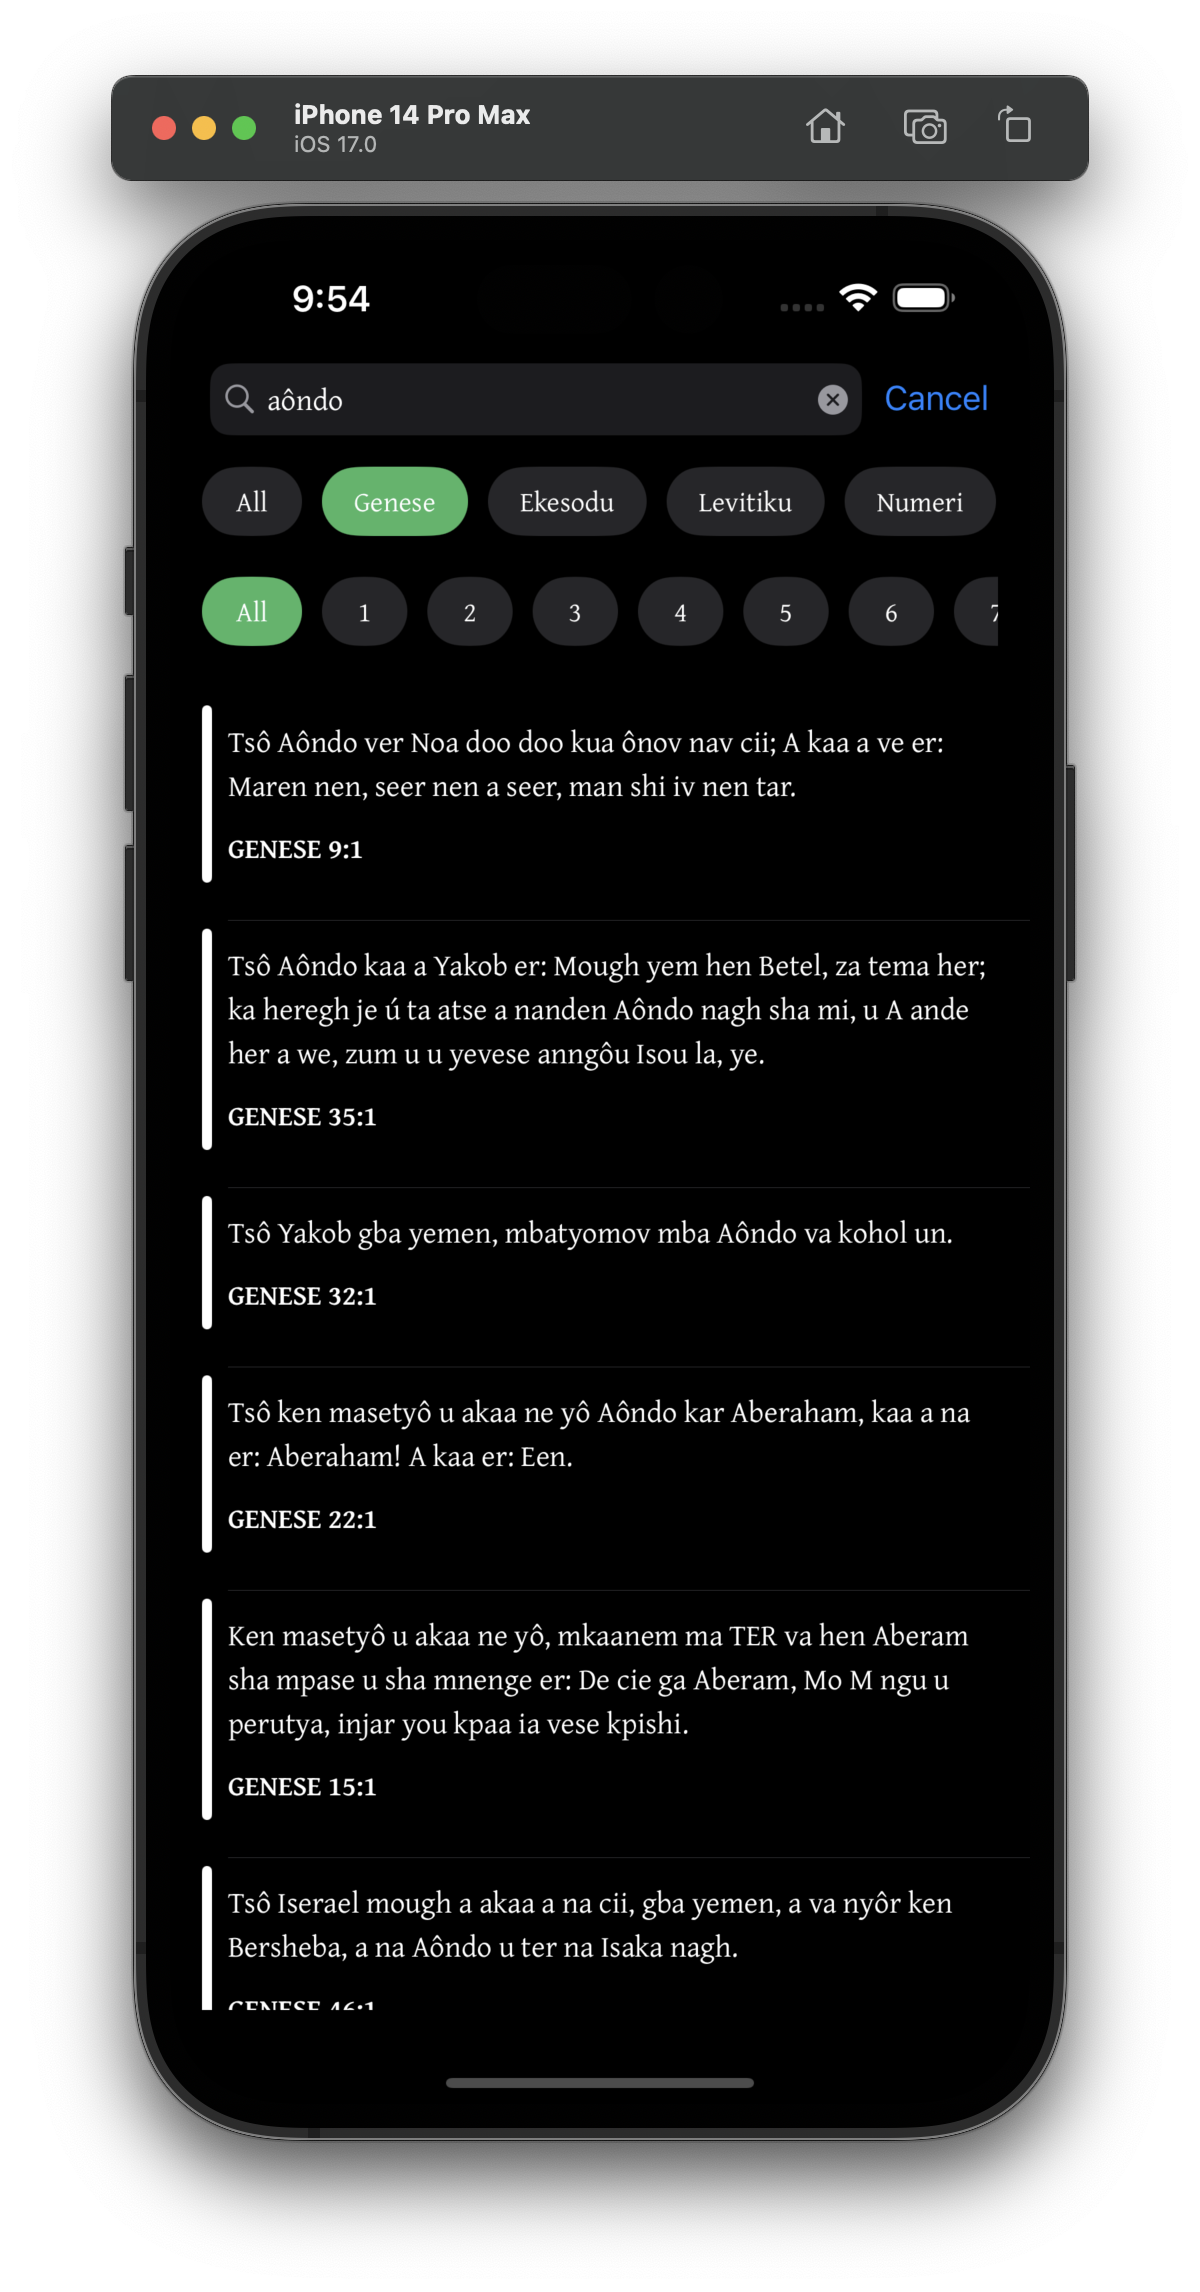 iPhone 14 Pro Max
iOS 17.0
9:54
aôndo
Cancel
All Genese Ekesodu Levitiku Numeri
All 1 2 3 4 5 6 7
Tsô Aôndo ver Noa doo doo kua ônov nav cii; A kaa a ve er:
Maren nen, seer nen a seer, man shi iv nen tar.
GENESE 9:1
Tsô Aôndo kaa a Yakob er: Mough yem hen Betel, za tema her;
ka heregh je ú ta atse a nanden Aôndo nagh sha mi, u A ande
her a we, zum u u yevese anngôu Isou la, ye.
GENESE 35:1
Tsô Yakob gba yemen, mbatyomov mba Aôndo va kohol un.
GENESE 32:1
Tsô ken masetyô u akaa ne yô Aôndo kar Aberaham, kaa a na
er: Aberaham! A kaa er: Een.
GENESE 22:1
Ken masetyô u akaa ne yô, mkaanem ma TER va hen Aberam
sha mpase u sha mnenge er: De cie ga Aberam, Mo M ngu u
perutya, injar you kpaa ia vese kpishi.
GENESE 15:1
Tsô Iserael mough a akaa a na cii, gba yemen, a va nyôr ken
Bersheba, a na Aôndo u ter na Isaka nagh.
GENESE 46:1